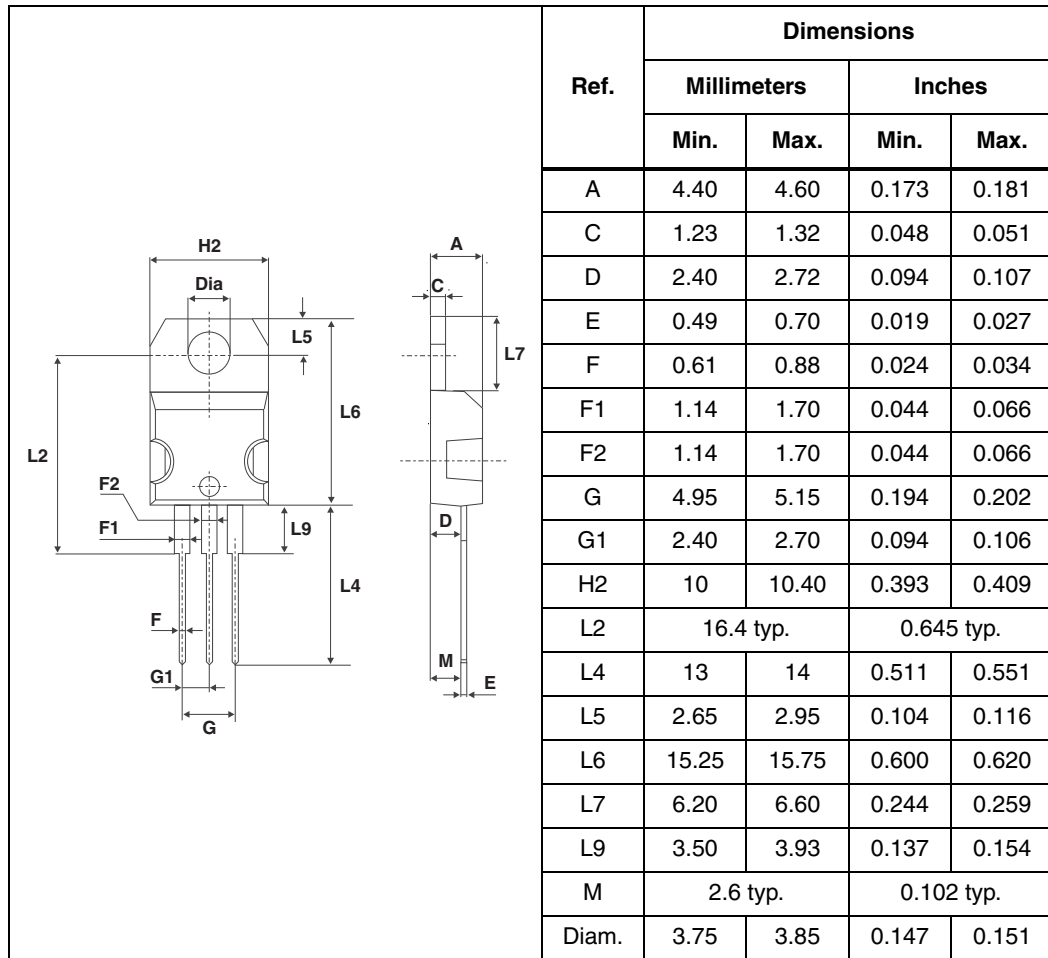 H2
Dia
L5
L6
L2
F2
F1
L9
L4
F
G1
G
A
C
L7
D
M
E
Ref. Dimensions
Millimeters Inches
Min. Max. Min. Max.
A 4.40 4.60 0.173 0.181
C 1.23 1.32 0.048 0.051
D 2.40 2.72 0.094 0.107
E 0.49 0.70 0.019 0.027
F 0.61 0.88 0.024 0.034
F1 1.14 1.70 0.044 0.066
F2 1.14 1.70 0.044 0.066
G 4.95 5.15 0.194 0.202
G1 2.40 2.70 0.094 0.106
H2 10 10.40 0.393 0.409
L2 16.4 typ. 0.645 typ.
L4 13 14 0.511 0.551
L5 2.65 2.95 0.104 0.116
L6 15.25 15.75 0.600 0.620
L7 6.20 6.60 0.244 0.259
L9 3.50 3.93 0.137 0.154
M 2.6 typ. 0.102 typ.
Diam. 3.75 3.85 0.147 0.151